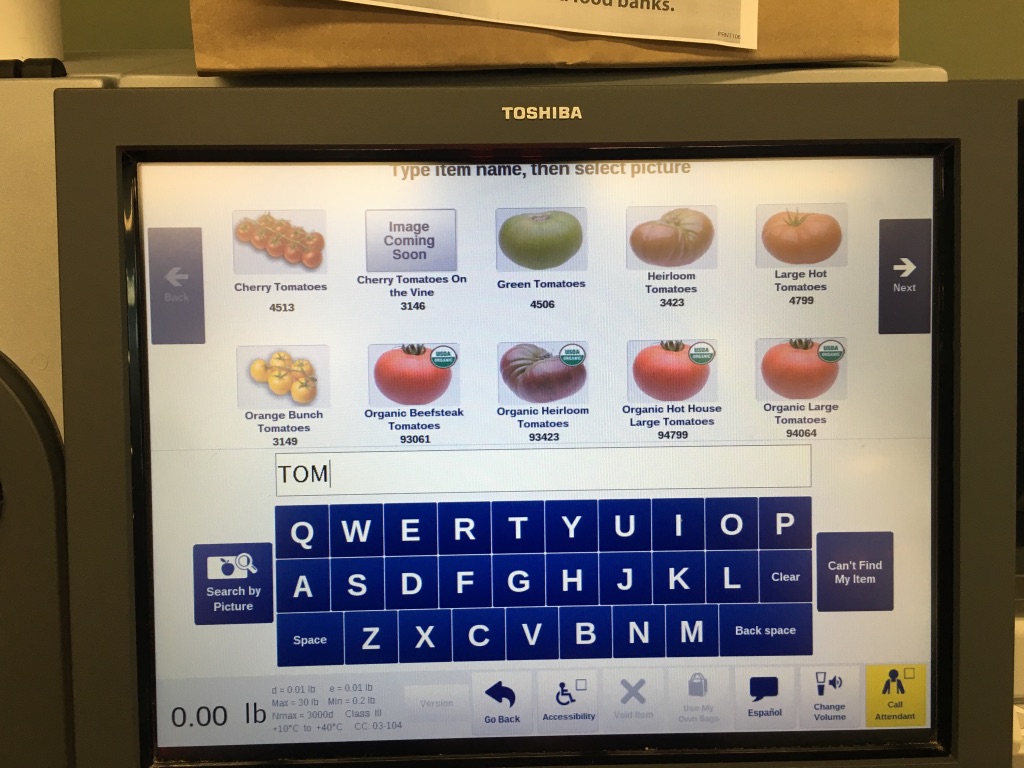 food banks.
TOSHIBA
Type item name, then select picture
Back
Cherry Tomatoes
4513
Image
Coming
Soon
Cherry Tomatoes On
the Vine
3146
Green Tomatoes
4506
Heirloom
Tomatoes
3423
Large Hot
Tomatoes
4799
Next
Orange Bunch
Tomatoes
3149
USDA
ORGANIC
Organic Beefsteak
Tomatoes
93061
USDA
ORGANIC
Organic Heirloom
Tomatoes
93423
USDA
ORGANIC
Organic Hot House
Large Tomatoes
94799
USDA
ORGANIC
Organic Large
Tomatoes
94064
TOM
Q W E R T Y U I O P
A S D F G H J K L Clear
Space Z X C V B N M Back space
Search by
Picture
Can't Find
My Item
0.00 lb
d = 0.01 lb e = 0.01 lb
Max = 30 lb Min = 0.2 lb
Nmax = 3000d Class III
+10°C to +40°C CC: 03-104
Version
Go Back
Accessibility
Void Item
Use My
Own Bags
Español
Change
Volume
Call
Attendant